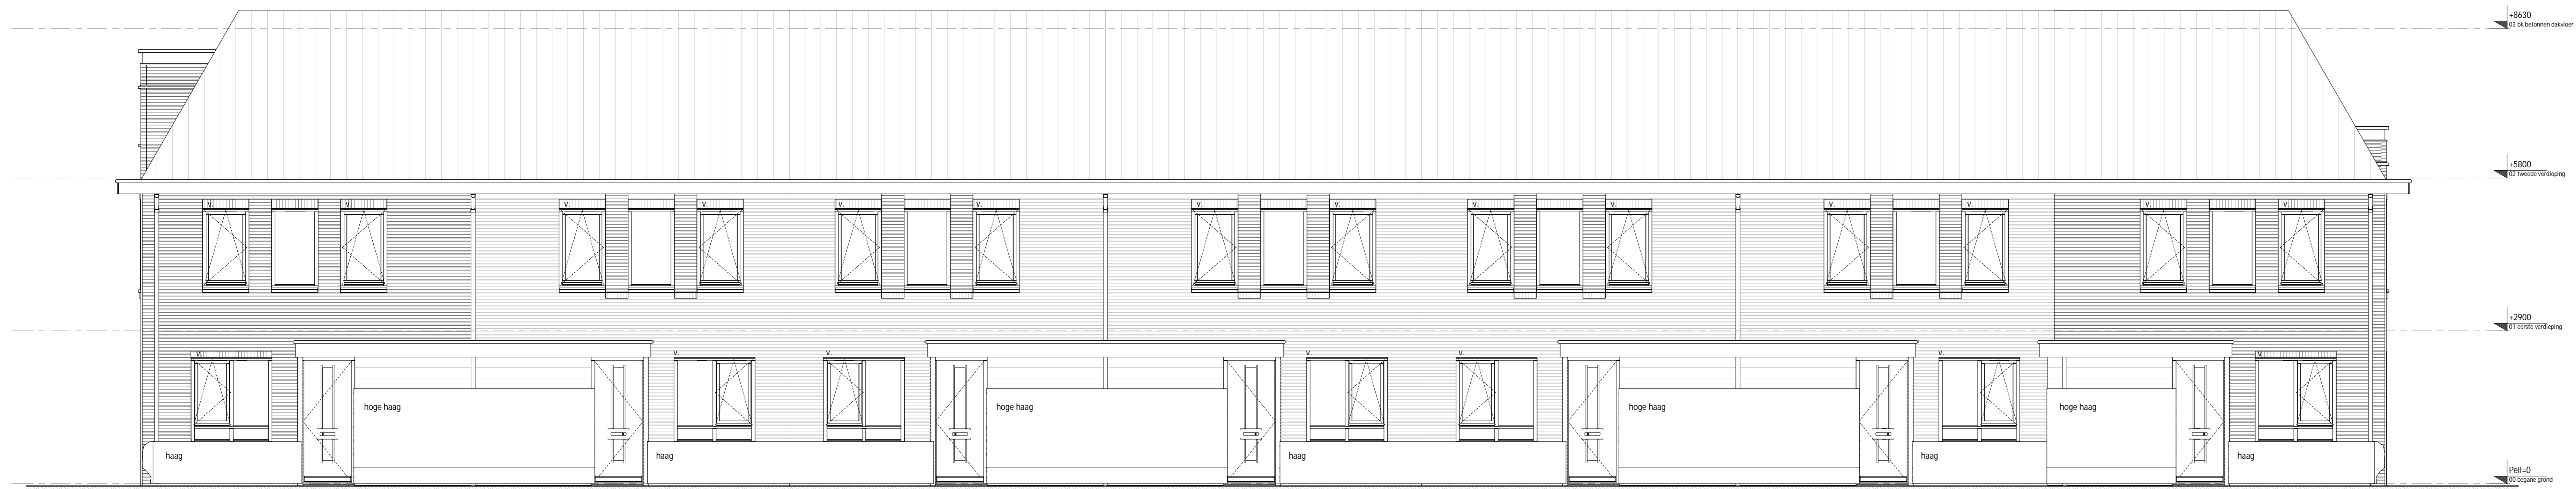 +8630
03 bk betonnen dakvloer
+5800
02 tweede verdieping
v. v. v. v. v. v. v. v. v. v. v. v. v. v.
+2900
01 eerste verdieping
v. v. v. v. v. v. v.
hoge haag hoge haag hoge haag hoge haag
haag haag haag haag haag
Peil=0
00 begane grond